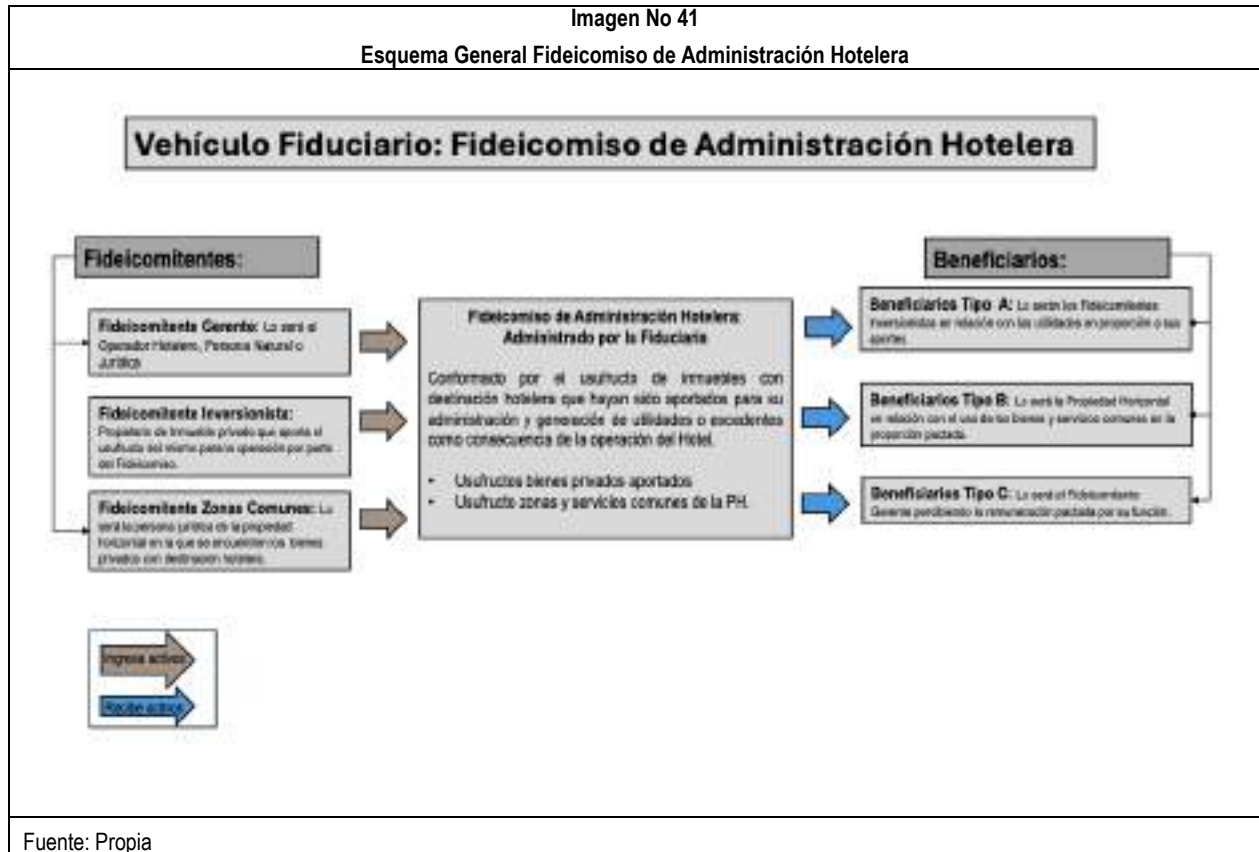 Imagen No 41
Esquema General Fideicomiso de Administración Hotelera
Vehículo Fiduciario: Fideicomiso de Administración Hotelera
Fideicomitentes:
Fideicomitente Gerente: Lo será el
Operador Hotelero, Persona Natural o
Jurídica
Fideicomitente Inversionista:
Propietario de Inmueble privado que aporta el
usufructo del mismo para la operación por parte
del Fideicomiso.
Fideicomitente Zonas Comunes: Lo
será la persona jurídica de la propiedad
horizontal en la que se encuentren los bienes
privados con destinación hotelera.
Fideicomiso de Administración Hotelera:
Administrado por la Fiduciaria
Conformado por el usufructo de inmuebles con
destinación hotelera que hayan sido aportados para su
administración y generación de utilidades o excedentes
como consecuencia de la operación del Hotel.
• Usufructos bienes privados aportados
• Usufructo zonas y servicios comunes de la PH.
Beneficiarios:
Beneficiarios Tipo A: Lo serán los Fideicomitentes
Inversionistas en relación con las utilidades en proporción a sus
aportes.
Beneficiarios Tipo B: Lo será la Propiedad Horizontal
en relación con el uso de los bienes y servicios comunes en la
proporción pactada.
Beneficiarios Tipo C: Lo será el Fideicomitente
Gerente percibiendo la remuneración pactada por su función.
Ingresa activos
Recibe activos
Fuente: Propia